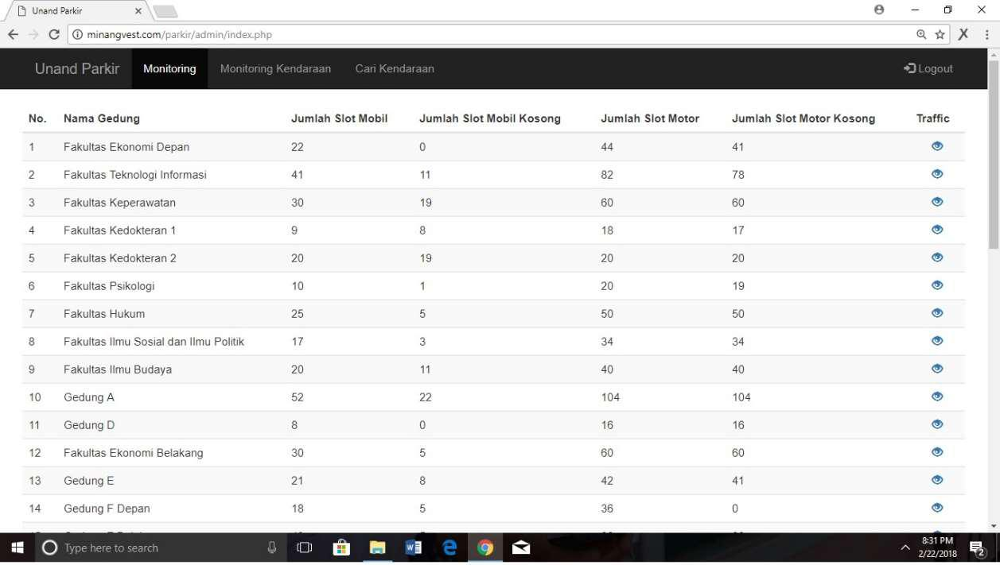 Unand Parkir
minangvest.com/parkir/admin/index.php
Unand Parkir Monitoring Monitoring Kendaraan Cari Kendaraan Logout
No. Nama Gedung Jumlah Slot Mobil Jumlah Slot Mobil Kosong Jumlah Slot Motor Jumlah Slot Motor Kosong Traffic
1 Fakultas Ekonomi Depan 22 0 44 41
2 Fakultas Teknologi Informasi 41 11 82 78
3 Fakultas Keperawatan 30 19 60 60
4 Fakultas Kedokteran 1 9 8 18 17
5 Fakultas Kedokteran 2 20 19 20 20
6 Fakultas Psikologi 10 1 20 19
7 Fakultas Hukum 25 5 50 50
8 Fakultas Ilmu Sosial dan Ilmu Politik 17 3 34 34
9 Fakultas Ilmu Budaya 20 11 40 40
10 Gedung A 52 22 104 104
11 Gedung D 8 0 16 16
12 Fakultas Ekonomi Belakang 30 5 60 60
13 Gedung E 21 8 42 41
14 Gedung F Depan 18 5 36 0
Type here to search
8:31 PM
2/22/2018
2